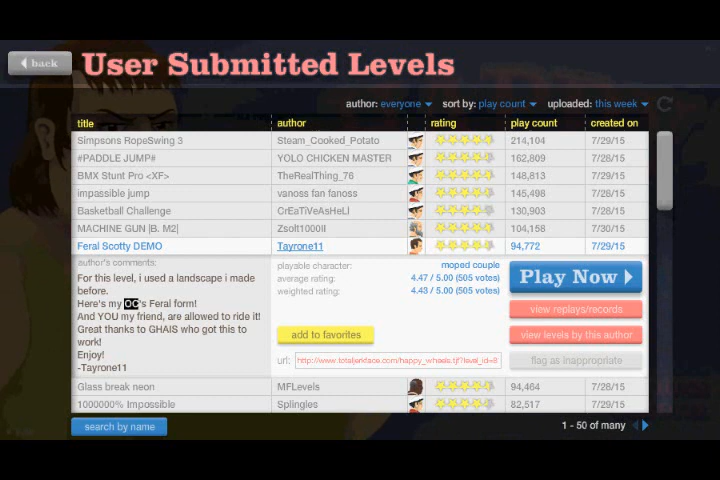 back
User Submitted Levels
author: everyone sort by: play count uploaded: this week
title author rating play count created on
Simpsons RopeSwing 3 Steam_Cooked_Potato 214,104 7/29/15
#PADDLE JUMP# YOLO CHICKEN MASTER 162,809 7/28/15
BMX Stunt Pro <XF> TheRealThing_76 148,813 7/29/15
impassible jump vanoss fan fanoss 145,498 7/28/15
Basketball Challenge CrEaTiVeAsHeLl 130,903 7/28/15
MACHINE GUN [B. M2] Zsolt1000II 104,158 7/30/15
Feral Scotty DEMO Tayrone11 94,772 7/29/15
author's comments:
For this level, i used a landscape i made
before.
Here's my OC's Feral form!
And YOU my friend, are allowed to ride it!
Great thanks to GHAIS who got this to
work!
Enjoy!
-Tayrone11
playable character: moped couple
average rating: 4.47 / 5.00 (505 votes)
weighted rating: 4.43 / 5.00 (505 votes)
add to favorites
url: http://www.totaljerkface.com/happy_wheels.tjf?level_id=8
Play Now
view replays/records
view levels by this author
flag as inappropriate
Glass break neon MFLevels 94,464 7/28/15
1000000% Impossible Splingles 82,517 7/29/15
search by name
1 - 50 of many